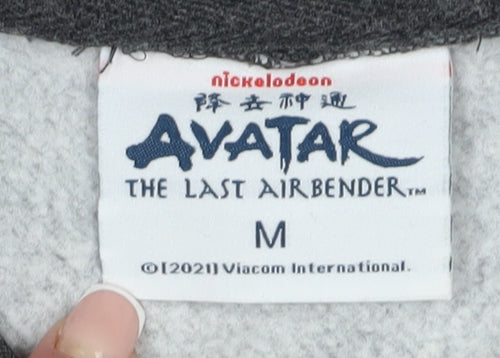 nickelodeon
降去神通
AVATAR
THE LAST AIRBENDER™
M
©[2021] Viacom International.